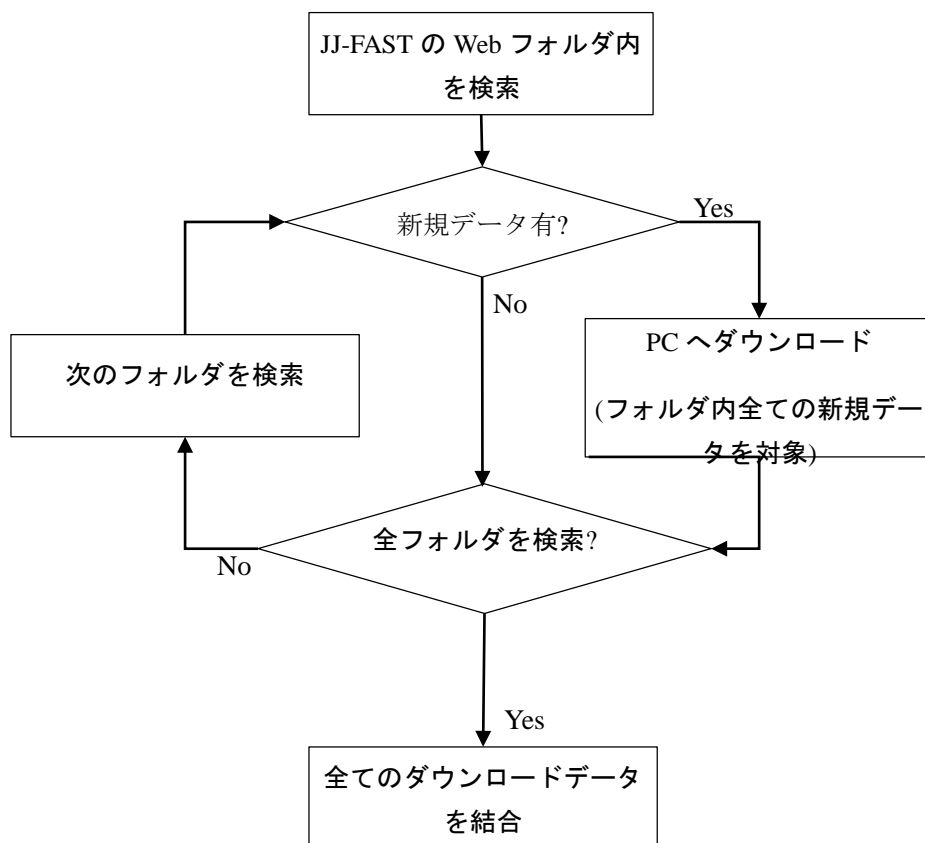 JJ-FAST の Web フォルダ内
を検索
新規データ有?
Yes
No
次のフォルダを検索
PC へダウンロード
(フォルダ内全ての新規デー
タを対象)
全フォルダを検索?
No
Yes
全てのダウンロードデータ
を結合